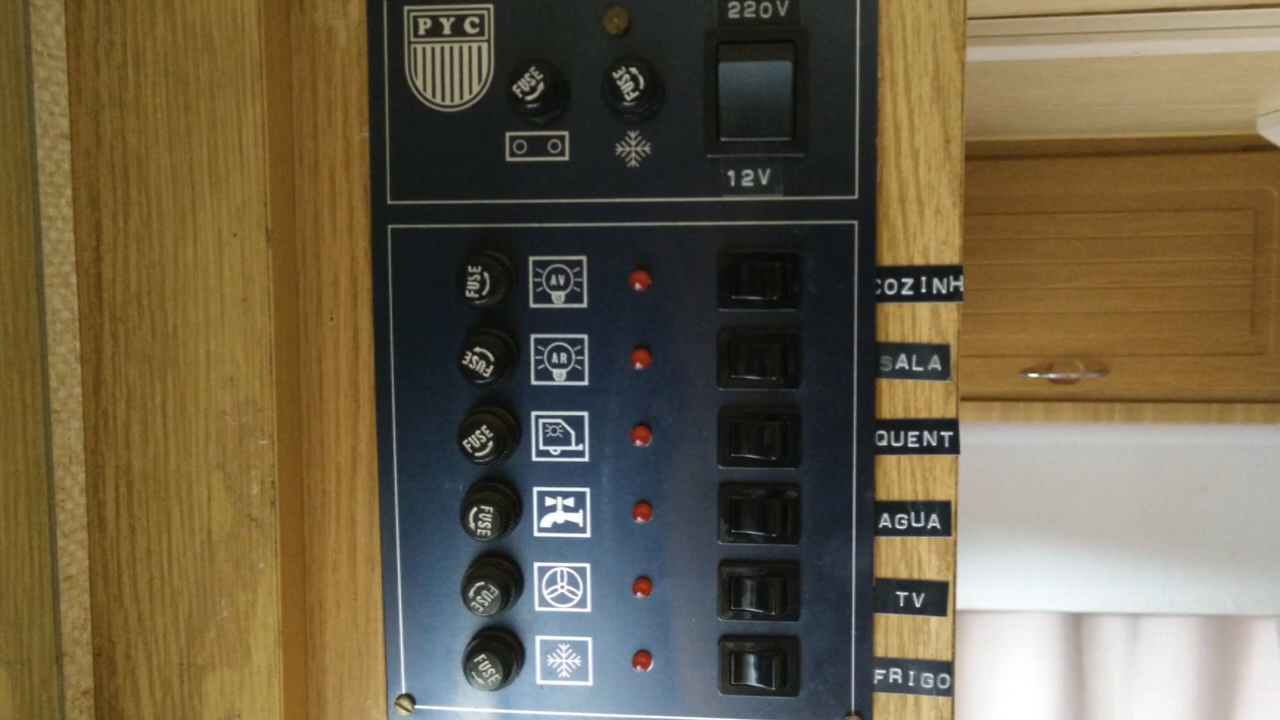 PYC
220V
FUSE
FUSE
12V
FUSE AV COZINH
FUSE AR SALA
FUSE QUENT
FUSE AGUA
FUSE TV
FUSE FRIGO